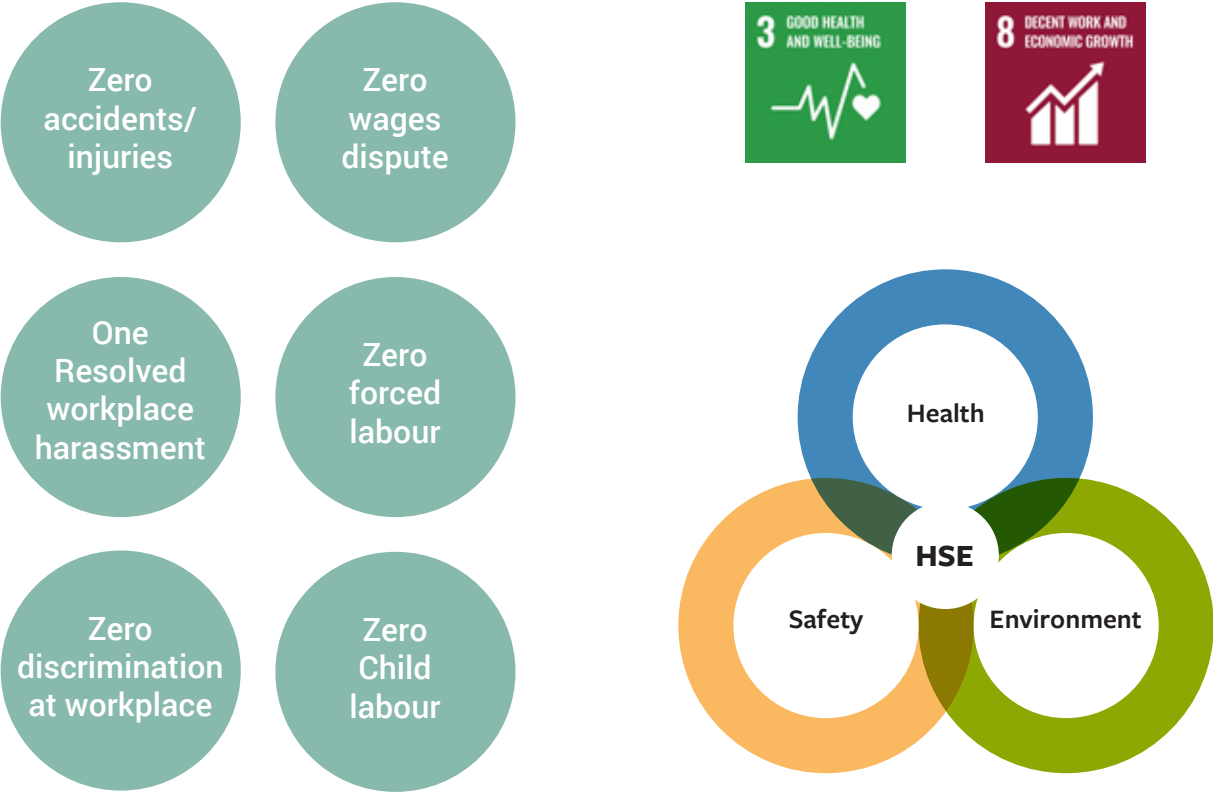 Zero
accidents/
injuries
Zero
wages
dispute
One
Resolved
workplace
harassment
Zero
forced
labour
Zero
discrimination
at workplace
Zero
Child
labour
3 GOOD HEALTH
AND WELL-BEING
8 DECENT WORK AND
ECONOMIC GROWTH
Health
HSE
Safety
Environment